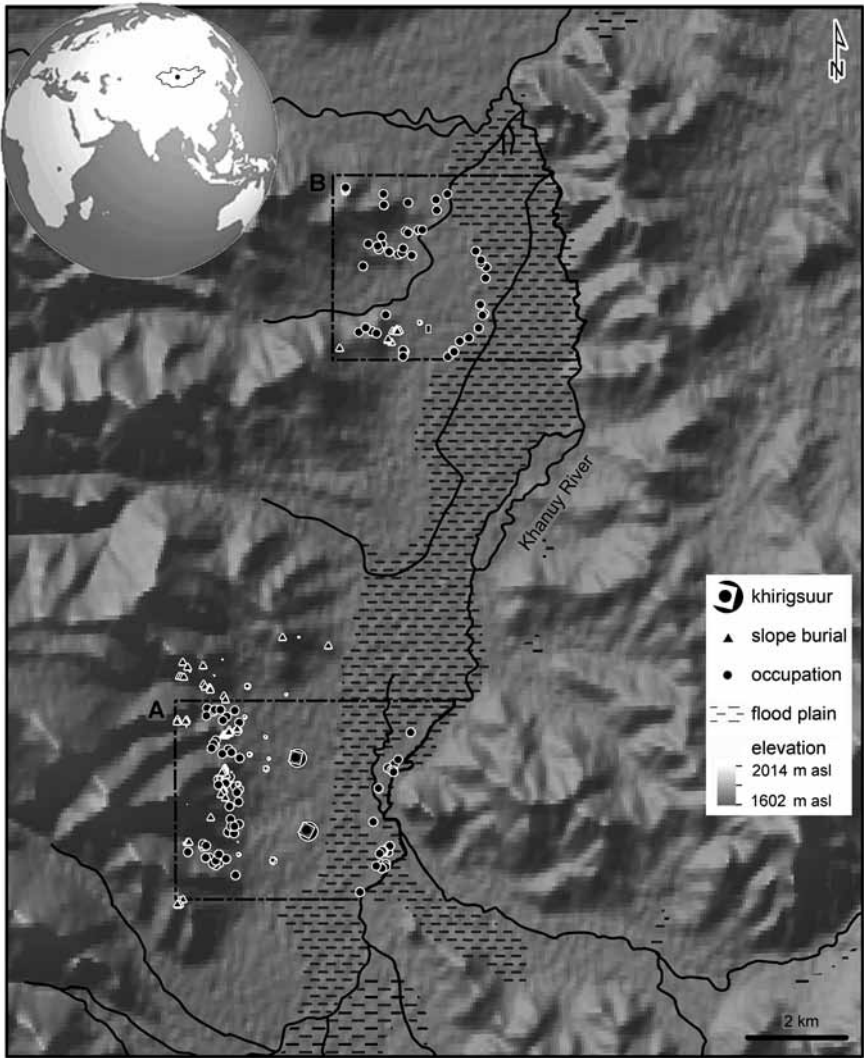 N
B
Khanuy River
khirigsuur
slope burial
occupation
flood plain
elevation
2014 m asl
1602 m asl
A
2 km